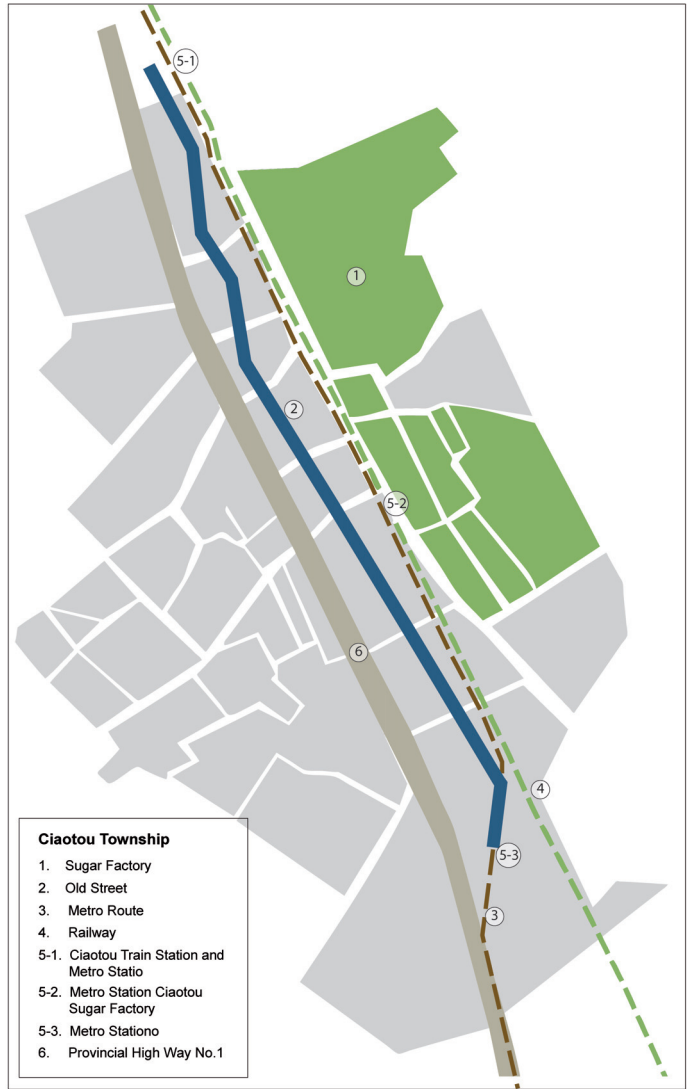 5-1
1
2
5-2
6
4
5-3
3
Ciaotou Township
1. Sugar Factory
2. Old Street
3. Metro Route
4. Railway
5-1. Ciaotou Train Station and
Metro Statio
5-2. Metro Station Ciaotou
Sugar Factory
5-3. Metro Stationo
6. Provincial High Way No.1